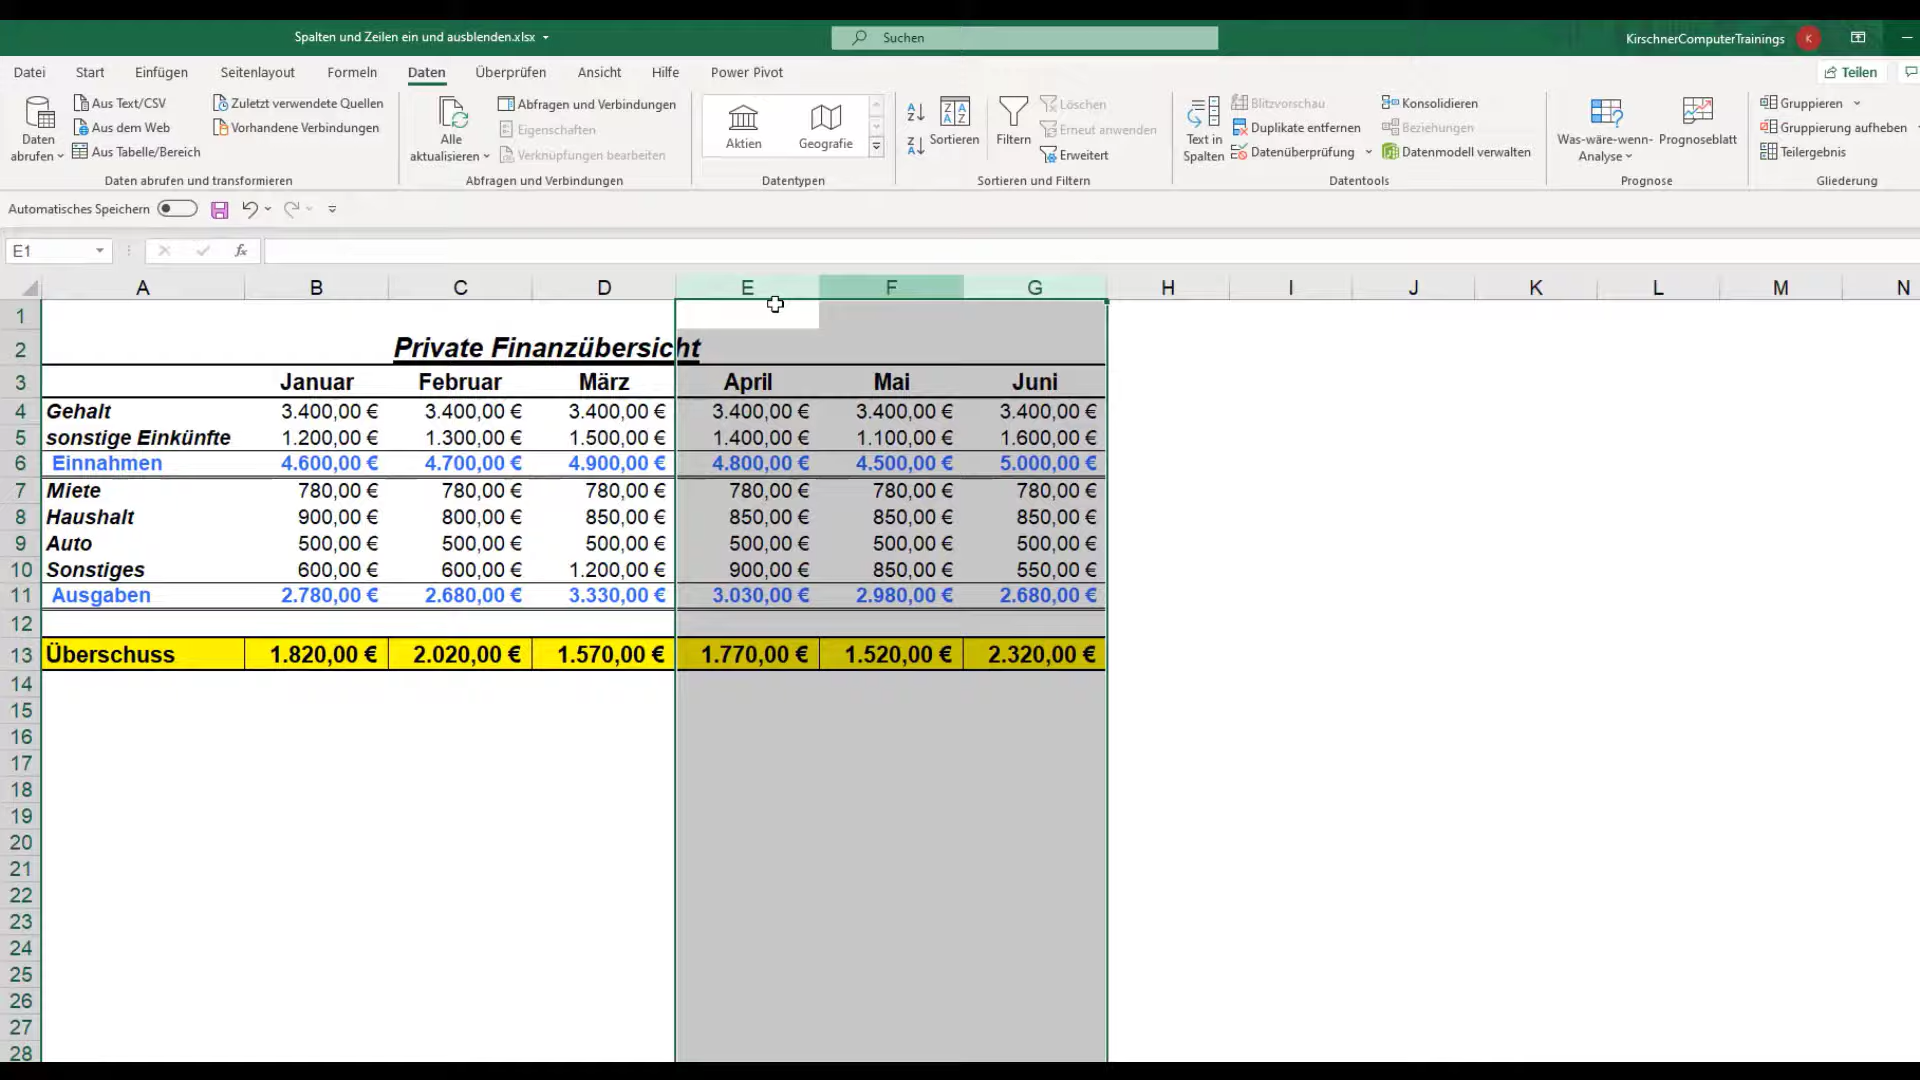 Spalten und Zeilen ein und ausblenden.xlsx
Suchen
KirschnerComputerTrainings
K
Datei Start Einfügen Seitenlayout Formeln Daten Überprüfen Ansicht Hilfe Power Pivot
Teilen
Daten abrufen
Aus Text/CSV
Aus dem Web
Aus Tabelle/Bereich
Zuletzt verwendete Quellen
Vorhandene Verbindungen
Daten abrufen und transformieren
Alle aktualisieren
Abfragen und Verbindungen
Eigenschaften
Verknüpfungen bearbeiten
Abfragen und Verbindungen
Aktien
Geografie
Datentypen
Sortieren
Filtern
Löschen
Erneut anwenden
Erweitert
Sortieren und Filtern
Text in Spalten
Blitzvorschau
Duplikate entfernen
Datenüberprüfung
Konsolidieren
Beziehungen
Datenmodell verwalten
Datentools
Was-wäre-wenn-Analyse
Prognoseblatt
Prognose
Gruppieren
Gruppierung aufheben
Teilergebnis
Gliederung
Automatisches Speichern
E1
fx
A B C D E F G H I J K L M N
1
2 Private Finanzübersicht
3 Januar Februar März April Mai Juni
4 Gehalt 3.400,00 € 3.400,00 € 3.400,00 € 3.400,00 € 3.400,00 € 3.400,00 €
5 sonstige Einkünfte 1.200,00 € 1.300,00 € 1.500,00 € 1.400,00 € 1.100,00 € 1.600,00 €
6 Einnahmen 4.600,00 € 4.700,00 € 4.900,00 € 4.800,00 € 4.500,00 € 5.000,00 €
7 Miete 780,00 € 780,00 € 780,00 € 780,00 € 780,00 € 780,00 €
8 Haushalt 900,00 € 800,00 € 850,00 € 850,00 € 850,00 € 850,00 €
9 Auto 500,00 € 500,00 € 500,00 € 500,00 € 500,00 € 500,00 €
10 Sonstiges 600,00 € 600,00 € 1.200,00 € 900,00 € 850,00 € 550,00 €
11 Ausgaben 2.780,00 € 2.680,00 € 3.330,00 € 3.030,00 € 2.980,00 € 2.680,00 €
12
13 Überschuss 1.820,00 € 2.020,00 € 1.570,00 € 1.770,00 € 1.520,00 € 2.320,00 €
14
15
16
17
18
19
20
21
22
23
24
25
26
27
28